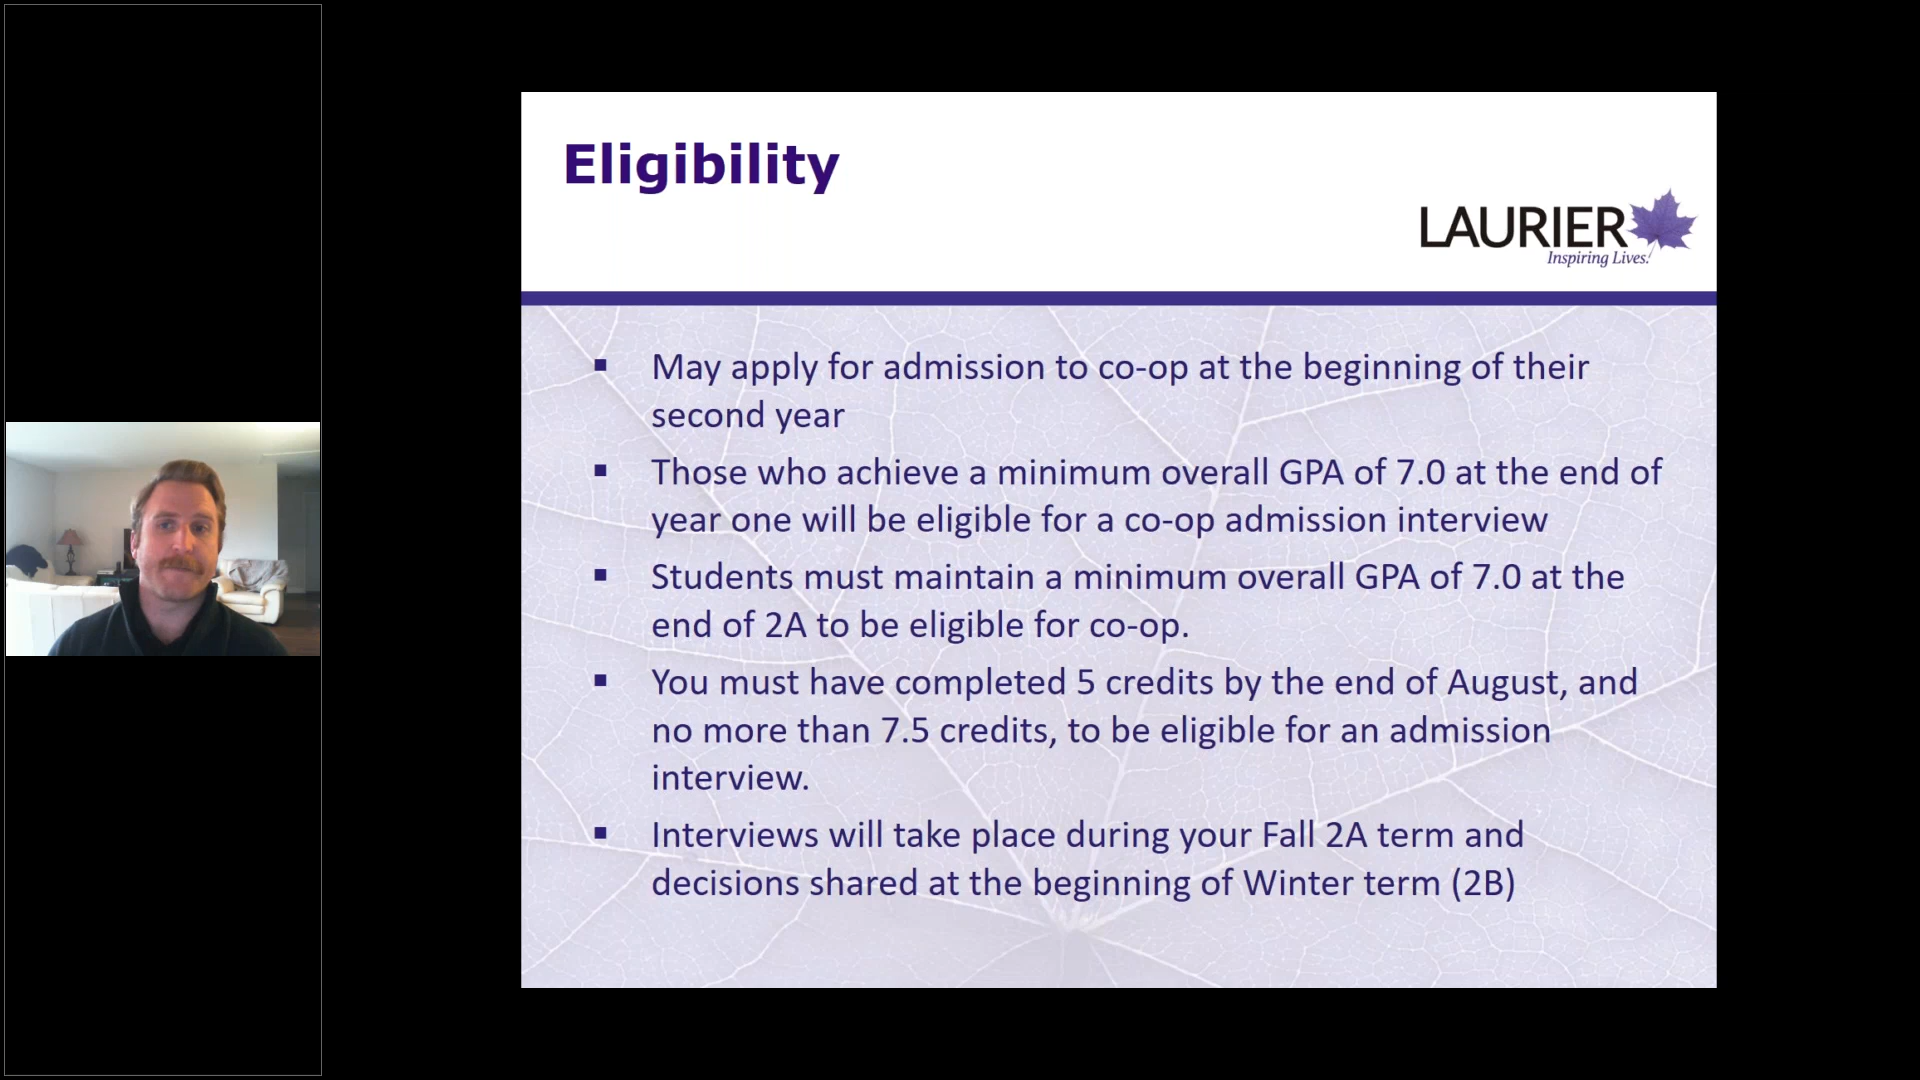 Eligibility
LAURIER
Inspiring Lives.
▪ May apply for admission to co-op at the beginning of their
second year
▪ Those who achieve a minimum overall GPA of 7.0 at the end of
year one will be eligible for a co-op admission interview
▪ Students must maintain a minimum overall GPA of 7.0 at the
end of 2A to be eligible for co-op.
▪ You must have completed 5 credits by the end of August, and
no more than 7.5 credits, to be eligible for an admission
interview.
▪ Interviews will take place during your Fall 2A term and
decisions shared at the beginning of Winter term (2B)